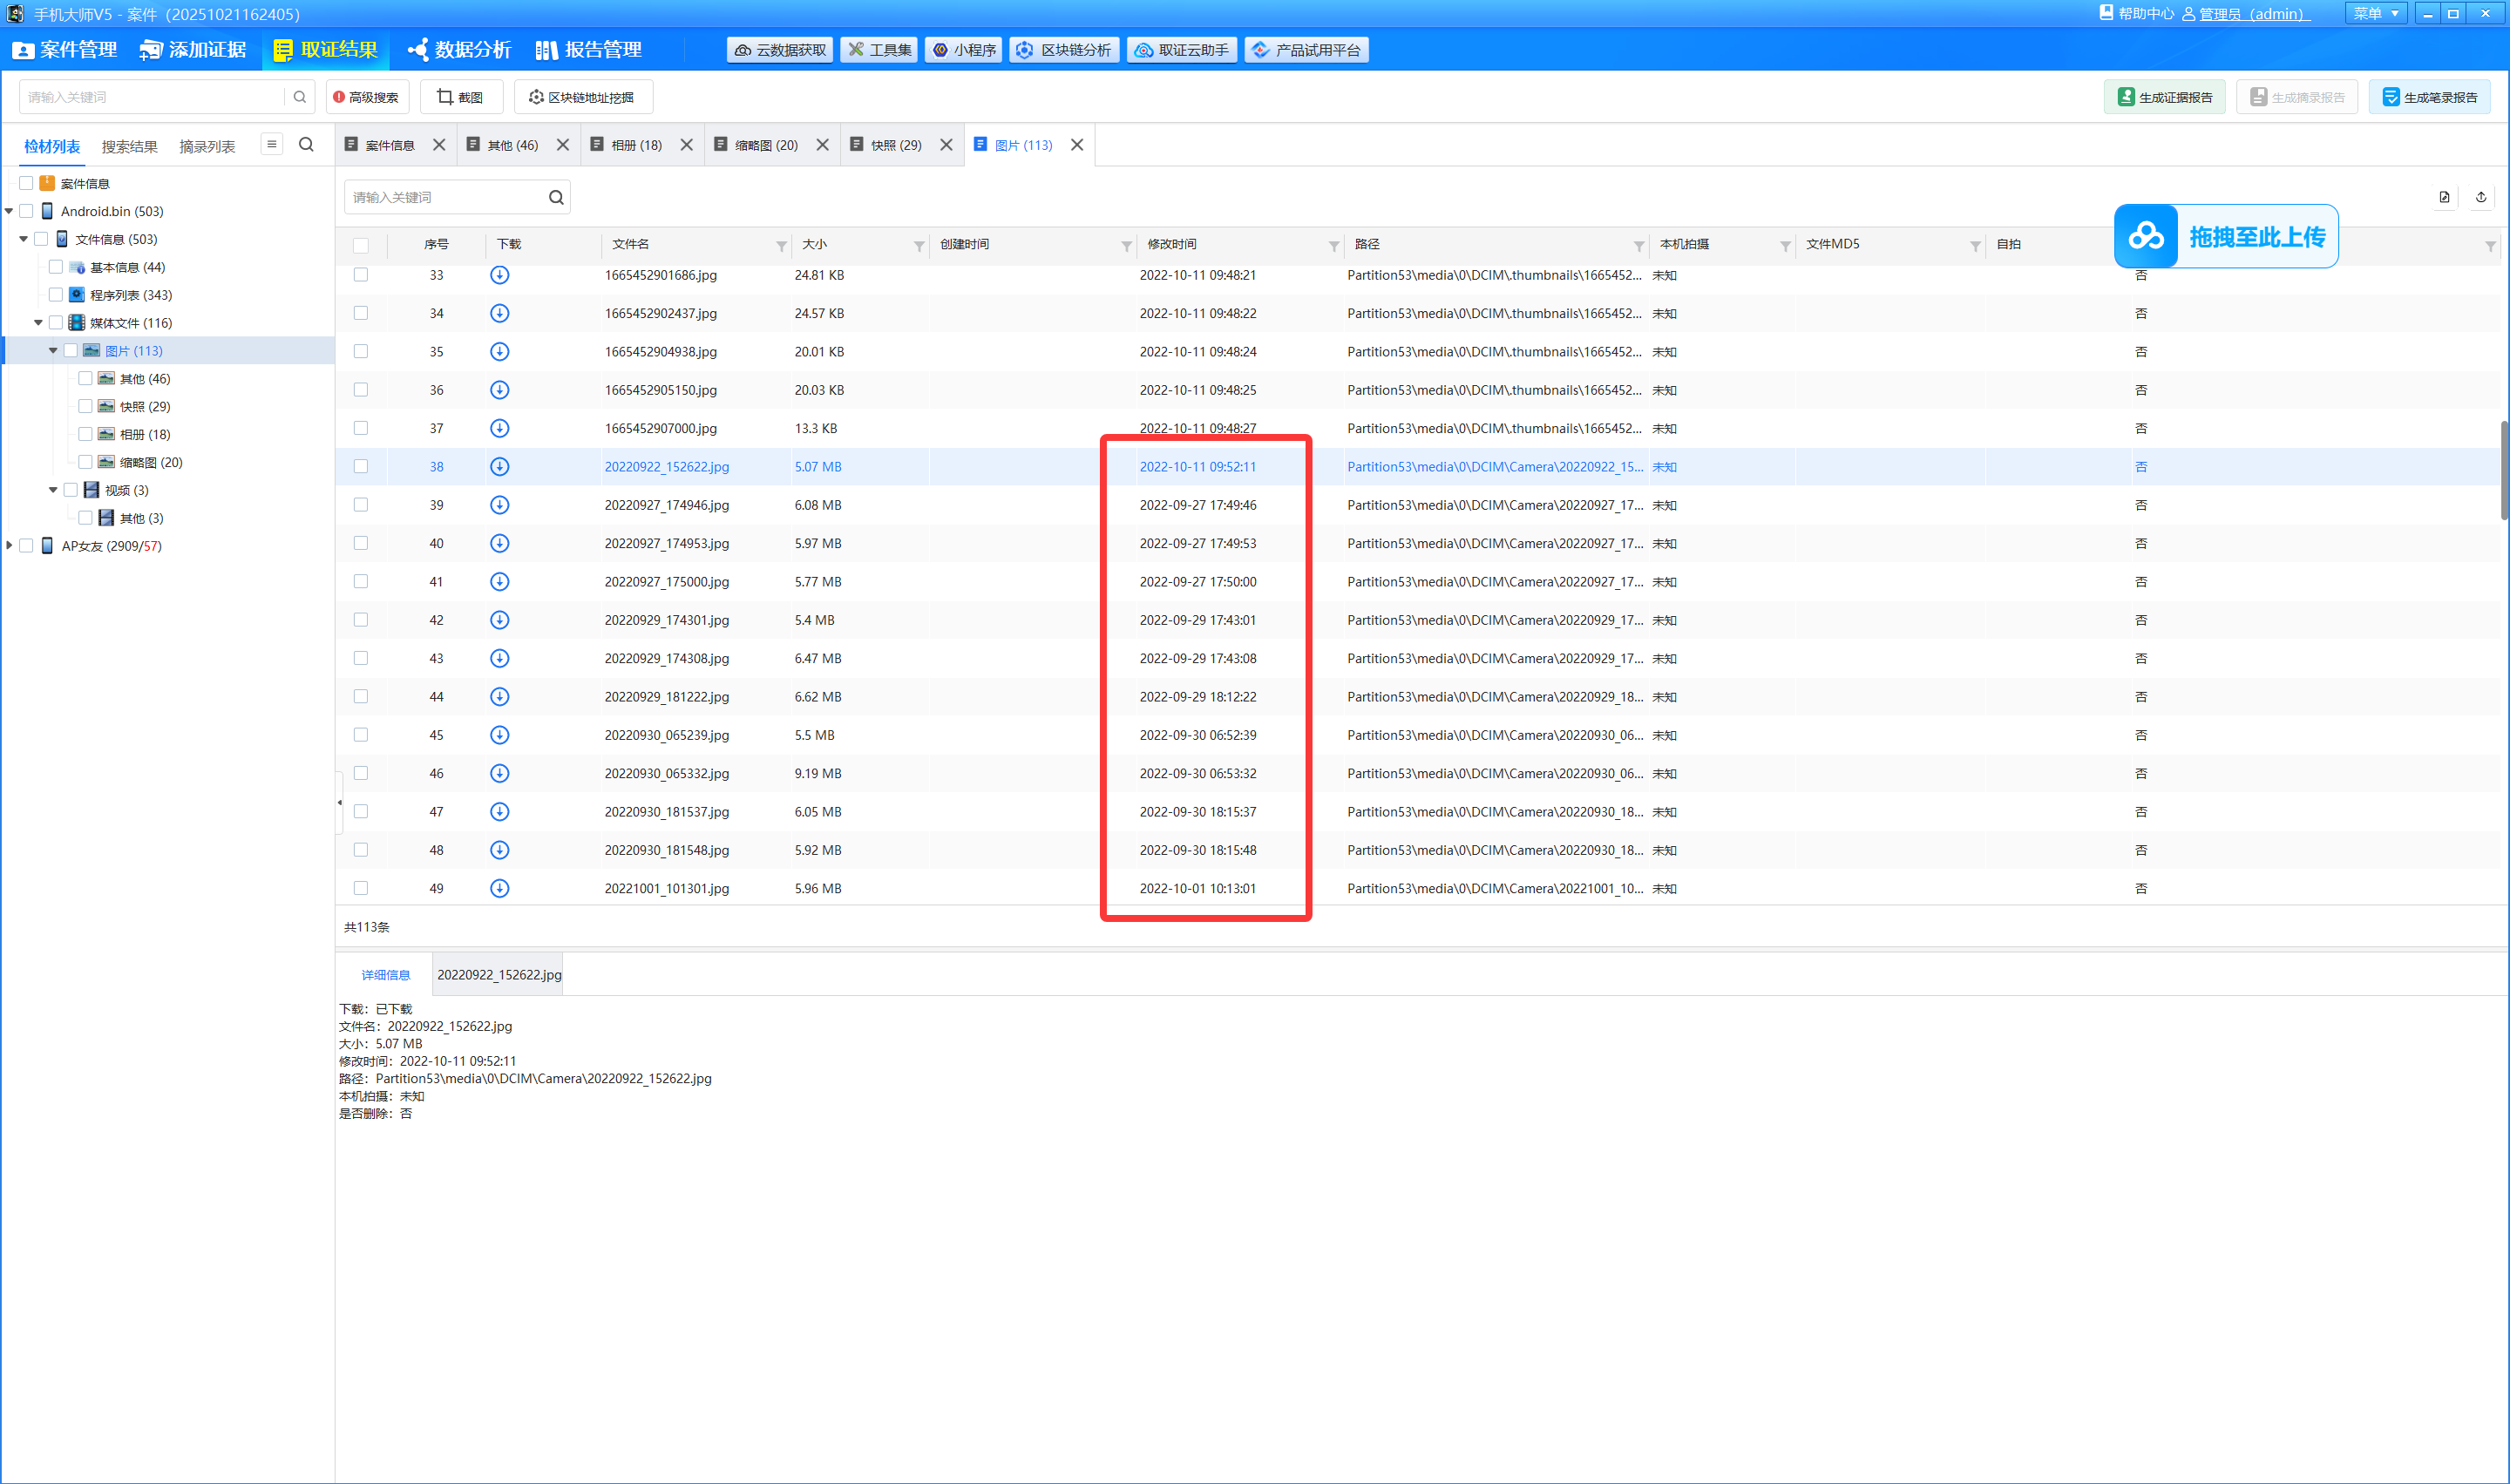 手机大师V5 - 案件（20251021162405）
帮助中心 管理员（admin） 菜单
案件管理 添加证据 取证结果 数据分析 报告管理 云数据获取 工具集 小程序 区块链分析 取证云助手 产品试用平台
请输入关键词 高级搜索 截图 区块链地址挖掘 生成证据报告 生成摘录报告 生成笔录报告
检材列表 搜索结果 摘录列表
案件信息 其他 (46) 相册 (18) 缩略图 (20) 快照 (29) 图片 (113)
案件信息
Android.bin (503)
文件信息 (503)
基本信息 (44)
程序列表 (343)
媒体文件 (116)
图片 (113)
其他 (46)
快照 (29)
相册 (18)
缩略图 (20)
视频 (3)
其他 (3)
AP女友 (2909/57)
请输入关键词
拖拽至此上传
序号 下载 文件名 大小 创建时间 修改时间 路径 本机拍摄 文件MD5 自拍
33 1665452901686.jpg 24.81 KB 2022-10-11 09:48:21 Partition53\media\0\DCIM\.thumbnails\1665452... 未知 否
34 1665452902437.jpg 24.57 KB 2022-10-11 09:48:22 Partition53\media\0\DCIM\.thumbnails\1665452... 未知 否
35 1665452904938.jpg 20.01 KB 2022-10-11 09:48:24 Partition53\media\0\DCIM\.thumbnails\1665452... 未知 否
36 1665452905150.jpg 20.03 KB 2022-10-11 09:48:25 Partition53\media\0\DCIM\.thumbnails\1665452... 未知 否
37 1665452907000.jpg 13.3 KB 2022-10-11 09:48:27 Partition53\media\0\DCIM\.thumbnails\1665452... 未知 否
38 20220922_152622.jpg 5.07 MB 2022-10-11 09:52:11 Partition53\media\0\DCIM\Camera\20220922_15... 未知 否
39 20220927_174946.jpg 6.08 MB 2022-09-27 17:49:46 Partition53\media\0\DCIM\Camera\20220927_17... 未知 否
40 20220927_174953.jpg 5.97 MB 2022-09-27 17:49:53 Partition53\media\0\DCIM\Camera\20220927_17... 未知 否
41 20220927_175000.jpg 5.77 MB 2022-09-27 17:50:00 Partition53\media\0\DCIM\Camera\20220927_17... 未知 否
42 20220929_174301.jpg 5.4 MB 2022-09-29 17:43:01 Partition53\media\0\DCIM\Camera\20220929_17... 未知 否
43 20220929_174308.jpg 6.47 MB 2022-09-29 17:43:08 Partition53\media\0\DCIM\Camera\20220929_17... 未知 否
44 20220929_181222.jpg 6.62 MB 2022-09-29 18:12:22 Partition53\media\0\DCIM\Camera\20220929_18... 未知 否
45 20220930_065239.jpg 5.5 MB 2022-09-30 06:52:39 Partition53\media\0\DCIM\Camera\20220930_06... 未知 否
46 20220930_065332.jpg 9.19 MB 2022-09-30 06:53:32 Partition53\media\0\DCIM\Camera\20220930_06... 未知 否
47 20220930_181537.jpg 6.05 MB 2022-09-30 18:15:37 Partition53\media\0\DCIM\Camera\20220930_18... 未知 否
48 20220930_181548.jpg 5.92 MB 2022-09-30 18:15:48 Partition53\media\0\DCIM\Camera\20220930_18... 未知 否
49 20221001_101301.jpg 5.96 MB 2022-10-01 10:13:01 Partition53\media\0\DCIM\Camera\20221001_10... 未知 否
共113条
详细信息 20220922_152622.jpg
下载：已下载
文件名：20220922_152622.jpg
大小：5.07 MB
修改时间：2022-10-11 09:52:11
路径：Partition53\media\0\DCIM\Camera\20220922_152622.jpg
本机拍摄：未知
是否删除：否